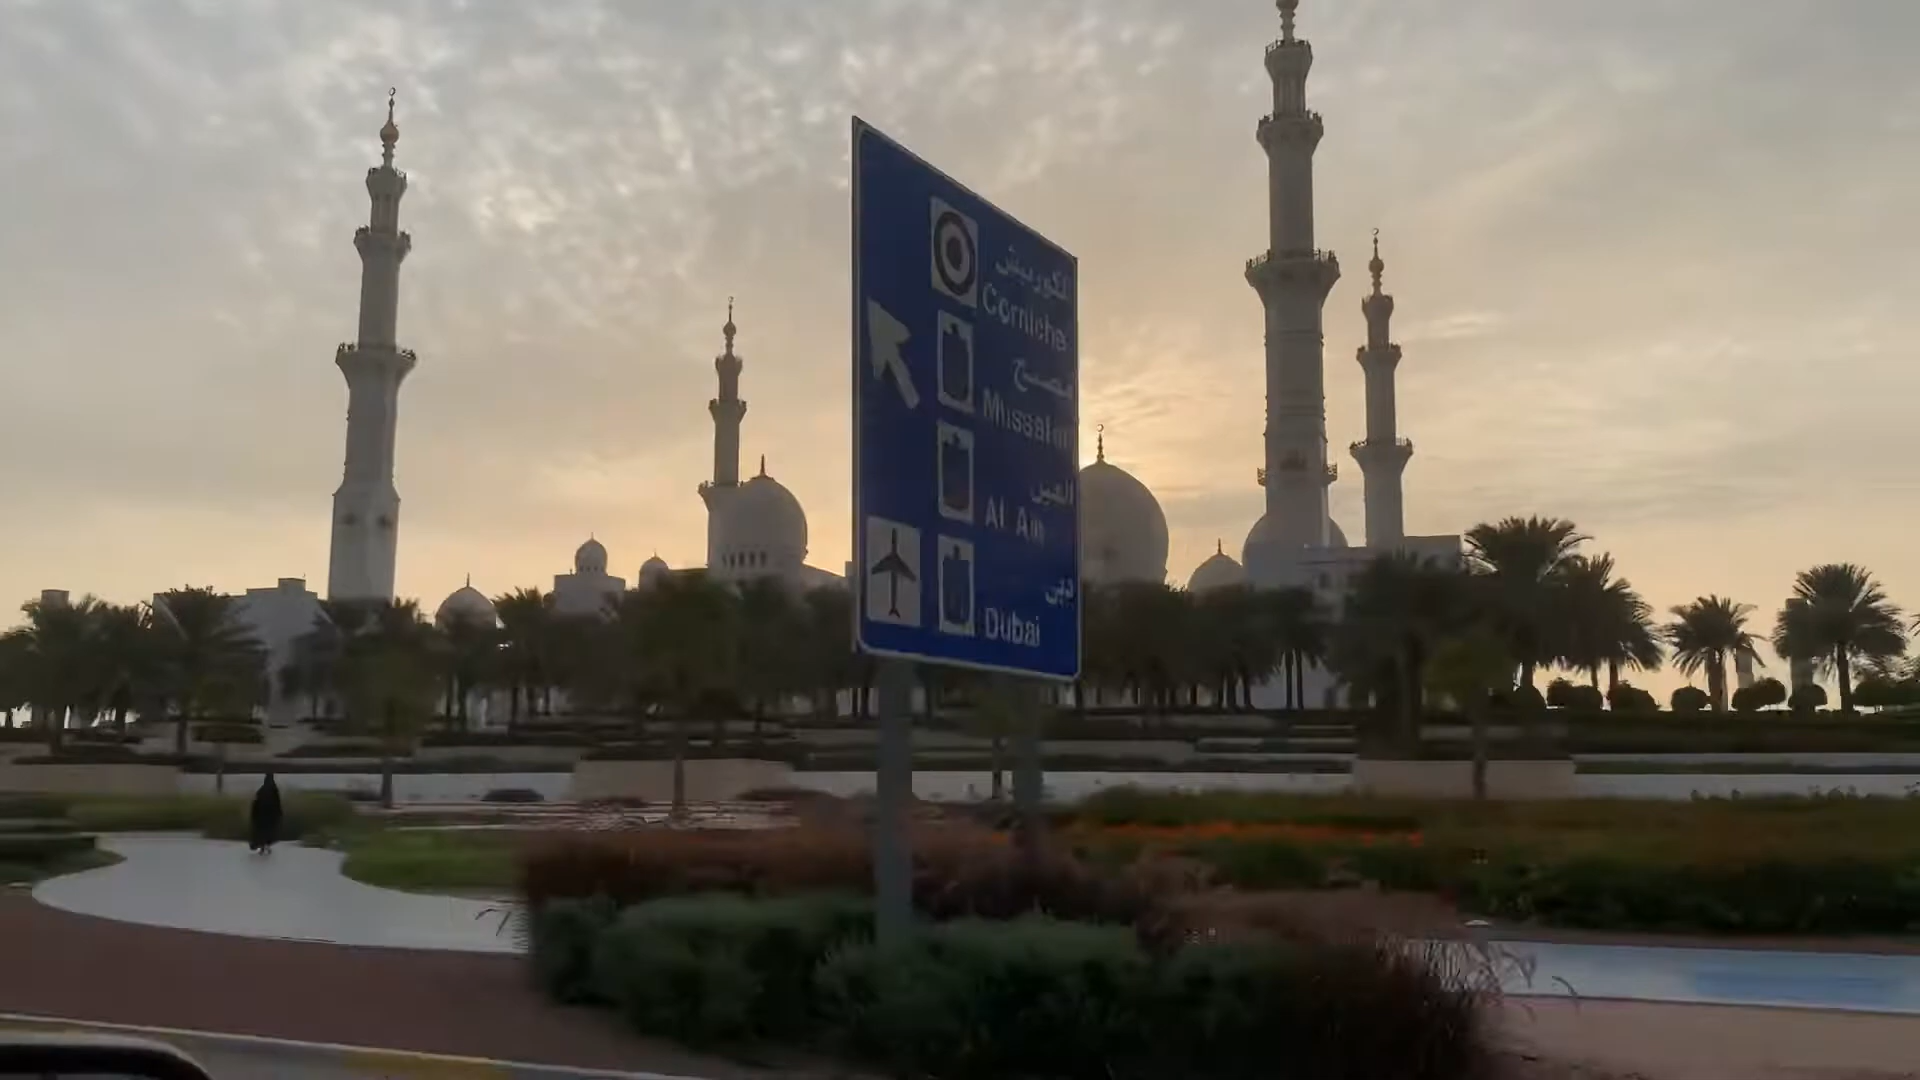 الكورنيش
Corniche
مصفح
Mussafah
العين
Al Ain
دبي
Dubai